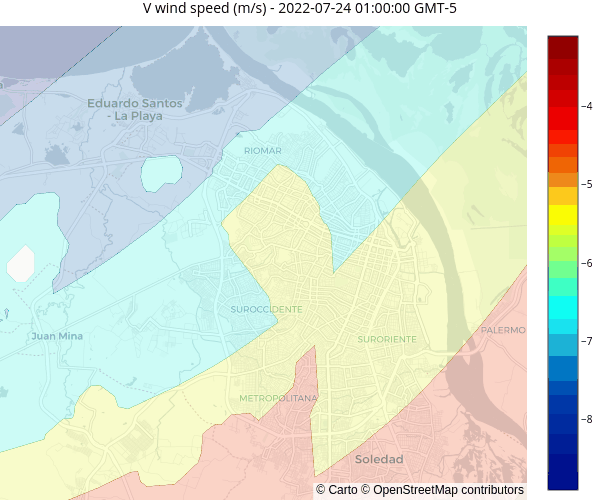 V wind speed (m/s) - 2022-07-24 01:00:00 GMT-5
Eduardo Santos
- La Playa
RIOMAR
SUROCCIDENTE
Juan Mina
SURORIENTE
PALERMO
METROPOLITANA
Soledad
© Carto © OpenStreetMap contributors
−4
−5
−6
−7
−8